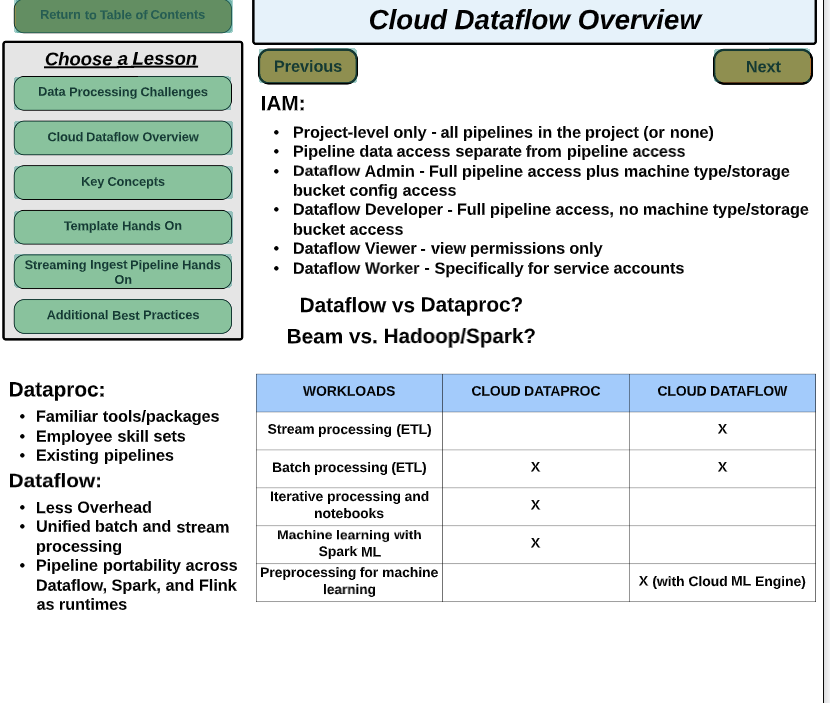 Return to Table of Contents
Cloud Dataflow Overview
Choose a Lesson
Data Processing Challenges
Cloud Dataflow Overview
Key Concepts
Template Hands On
Streaming Ingest Pipeline Hands
On
Additional Best Practices
Previous
Next
IAM:
• Project-level only - all pipelines in the project (or none)
• Pipeline data access separate from pipeline access
• Dataflow Admin - Full pipeline access plus machine type/storage
bucket config access
• Dataflow Developer - Full pipeline access, no machine type/storage
bucket access
• Dataflow Viewer - view permissions only
• Dataflow Worker - Specifically for service accounts
Dataflow vs Dataproc?
Beam vs. Hadoop/Spark?
Dataproc:
• Familiar tools/packages
• Employee skill sets
• Existing pipelines
Dataflow:
• Less Overhead
• Unified batch and stream
processing
• Pipeline portability across
Dataflow, Spark, and Flink
as runtimes
WORKLOADS CLOUD DATAPROC CLOUD DATAFLOW
Stream processing (ETL) X
Batch processing (ETL) X X
Iterative processing and
notebooks X
Machine learning with
Spark ML X
Preprocessing for machine
learning X (with Cloud ML Engine)